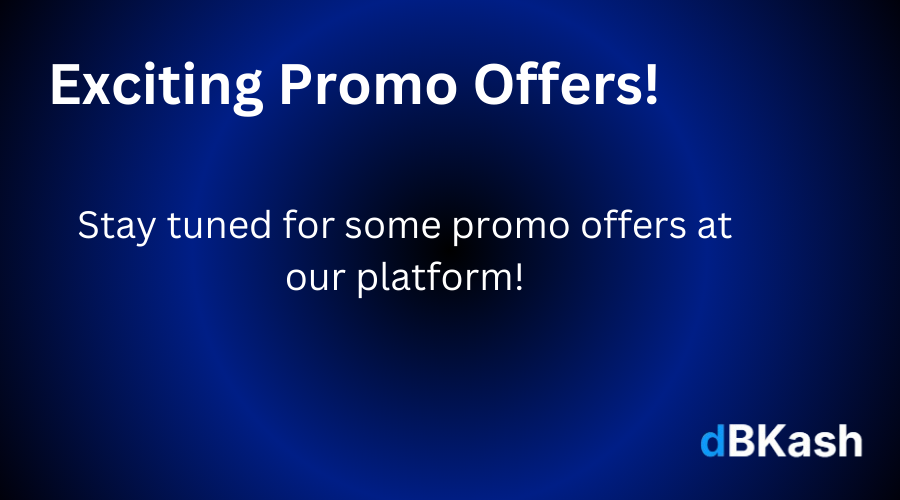 Exciting Promo Offers!
Stay tuned for some promo offers at
our platform!
dBKash